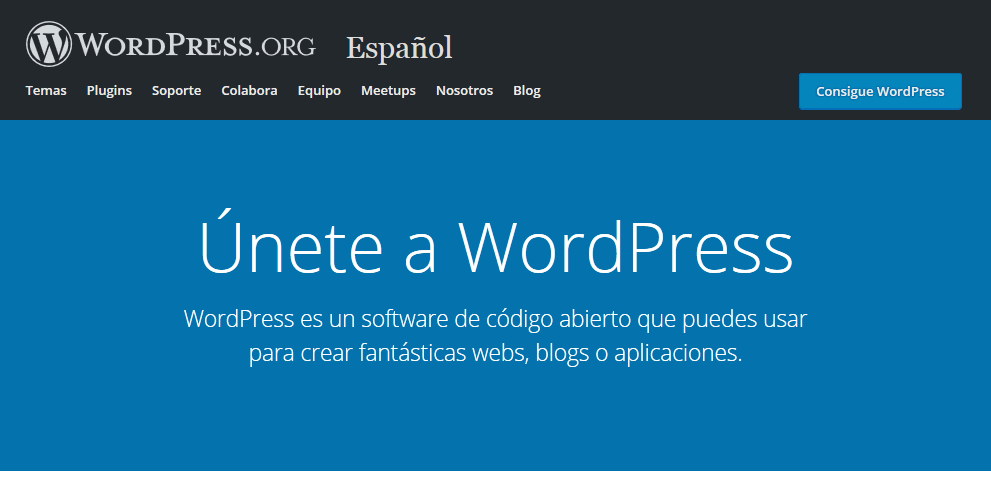 WORDPRESS.ORG Español
Temas Plugins Soporte Colabora Equipo Meetups Nosotros Blog Consigue WordPress
Únete a WordPress
WordPress es un software de código abierto que puedes usar
para crear fantásticas webs, blogs o aplicaciones.